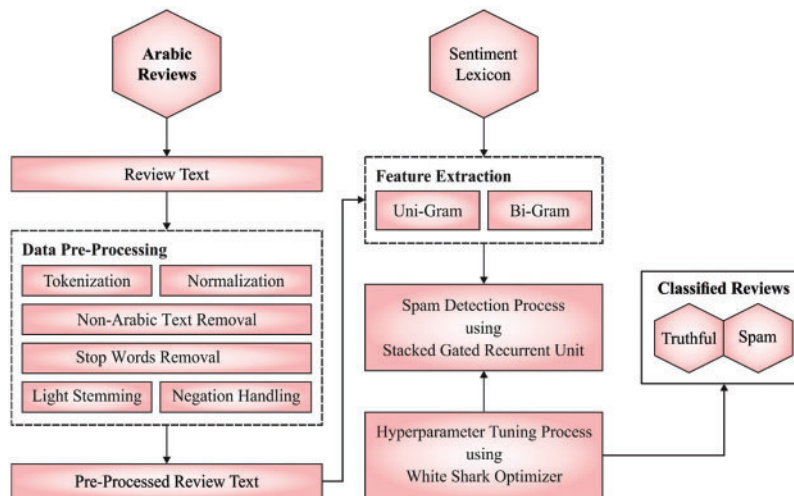 Arabic
Reviews
Review Text
Data Pre-Processing
Tokenization
Normalization
Non-Arabic Text Removal
Stop Words Removal
Light Stemming
Negation Handling
Pre-Processed Review Text
Sentiment
Lexicon
Feature Extraction
Uni-Gram
Bi-Gram
Spam Detection Process
using
Stacked Gated Recurrent Unit
Hyperparameter Tuning Process
using
White Shark Optimizer
Classified Reviews
Truthful
Spam